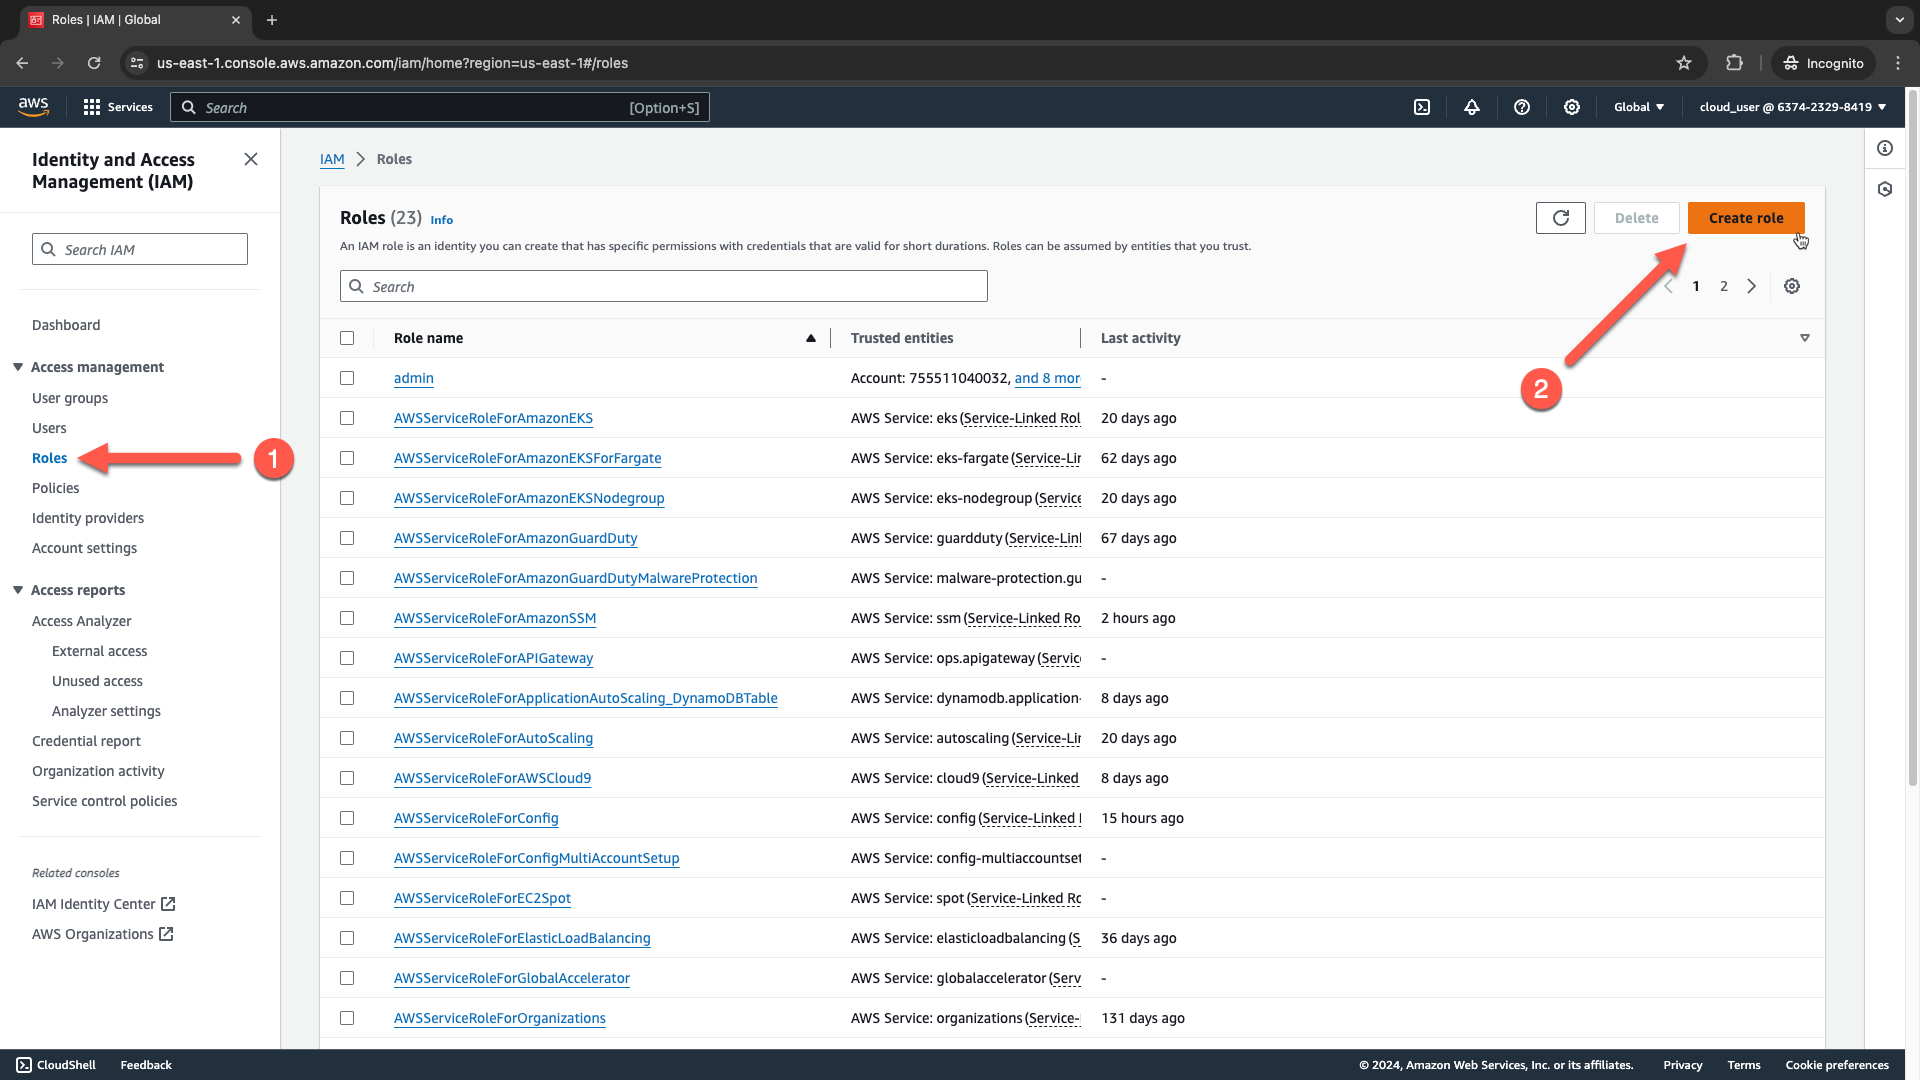 Roles | IAM | Global
us-east-1.console.aws.amazon.com/iam/home?region=us-east-1#/roles
Incognito
aws
Services
Search
[Option+S]
Global
cloud_user @ 6374-2329-8419
Identity and Access
Management (IAM)
Search IAM
Dashboard
Access management
User groups
Users
Roles
1
Policies
Identity providers
Account settings
Access reports
Access Analyzer
External access
Unused access
Analyzer settings
Credential report
Organization activity
Service control policies
Related consoles
IAM Identity Center
AWS Organizations
IAM > Roles
Roles (23) Info
Delete
Create role
An IAM role is an identity you can create that has specific permissions with credentials that are valid for short durations. Roles can be assumed by entities that you trust.
Search
1 2
2
Role name Trusted entities Last activity
admin Account: 755511040032, and 8 mor -
AWSServiceRoleForAmazonEKS AWS Service: eks (Service-Linked Rol 20 days ago
AWSServiceRoleForAmazonEKSForFargate AWS Service: eks-fargate (Service-Lir 62 days ago
AWSServiceRoleForAmazonEKSNodegroup AWS Service: eks-nodegroup (Service 20 days ago
AWSServiceRoleForAmazonGuardDuty AWS Service: guardduty (Service-Linl 67 days ago
AWSServiceRoleForAmazonGuardDutyMalwareProtection AWS Service: malware-protection.gu -
AWSServiceRoleForAmazonSSM AWS Service: ssm (Service-Linked Ro 2 hours ago
AWSServiceRoleForAPIGateway AWS Service: ops.apigateway (Servic -
AWSServiceRoleForApplicationAutoScaling_DynamoDBTable AWS Service: dynamodb.application- 8 days ago
AWSServiceRoleForAutoScaling AWS Service: autoscaling (Service-Lir 20 days ago
AWSServiceRoleForAWSCloud9 AWS Service: cloud9 (Service-Linked 8 days ago
AWSServiceRoleForConfig AWS Service: config (Service-Linked 15 hours ago
AWSServiceRoleForConfigMultiAccountSetup AWS Service: config-multiaccountset -
AWSServiceRoleForEC2Spot AWS Service: spot (Service-Linked Ro -
AWSServiceRoleForElasticLoadBalancing AWS Service: elasticloadbalancing (S 36 days ago
AWSServiceRoleForGlobalAccelerator AWS Service: globalaccelerator (Serv -
AWSServiceRoleForOrganizations AWS Service: organizations (Service- 131 days ago
CloudShell Feedback
© 2024, Amazon Web Services, Inc. or its affiliates. Privacy Terms Cookie preferences